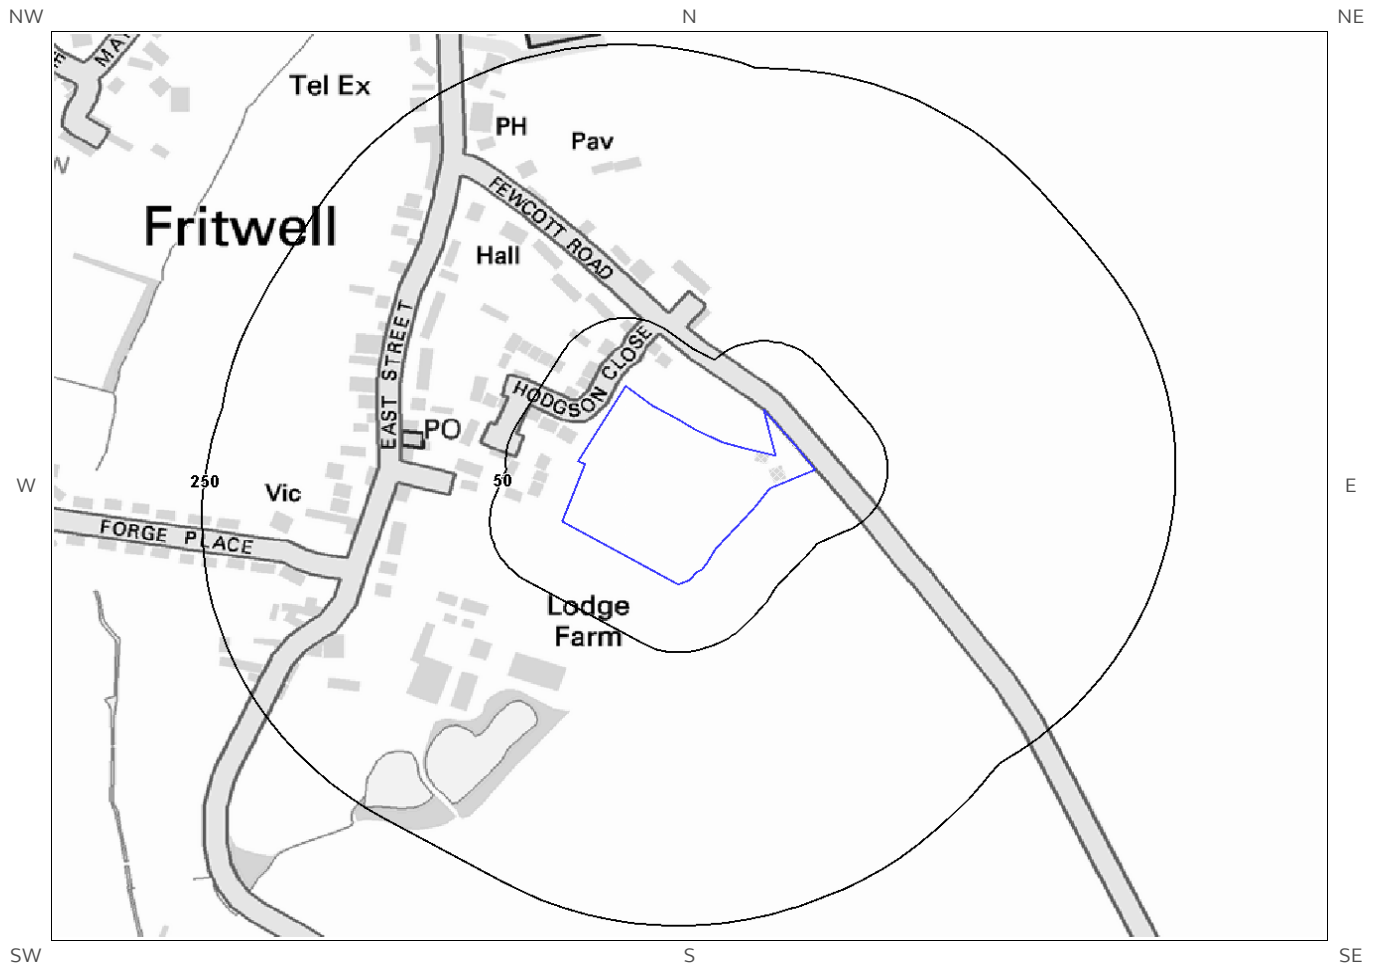 NW
N
NE
MAY
Tel Ex
PH
Pav
W
FEWCOTT ROAD
Fritwell
Hall
EAST STREET
HODGSON CLOSE
PO
W
250
Vic
50
E
FORGE PLACE
Lodge
Farm
SW
S
SE